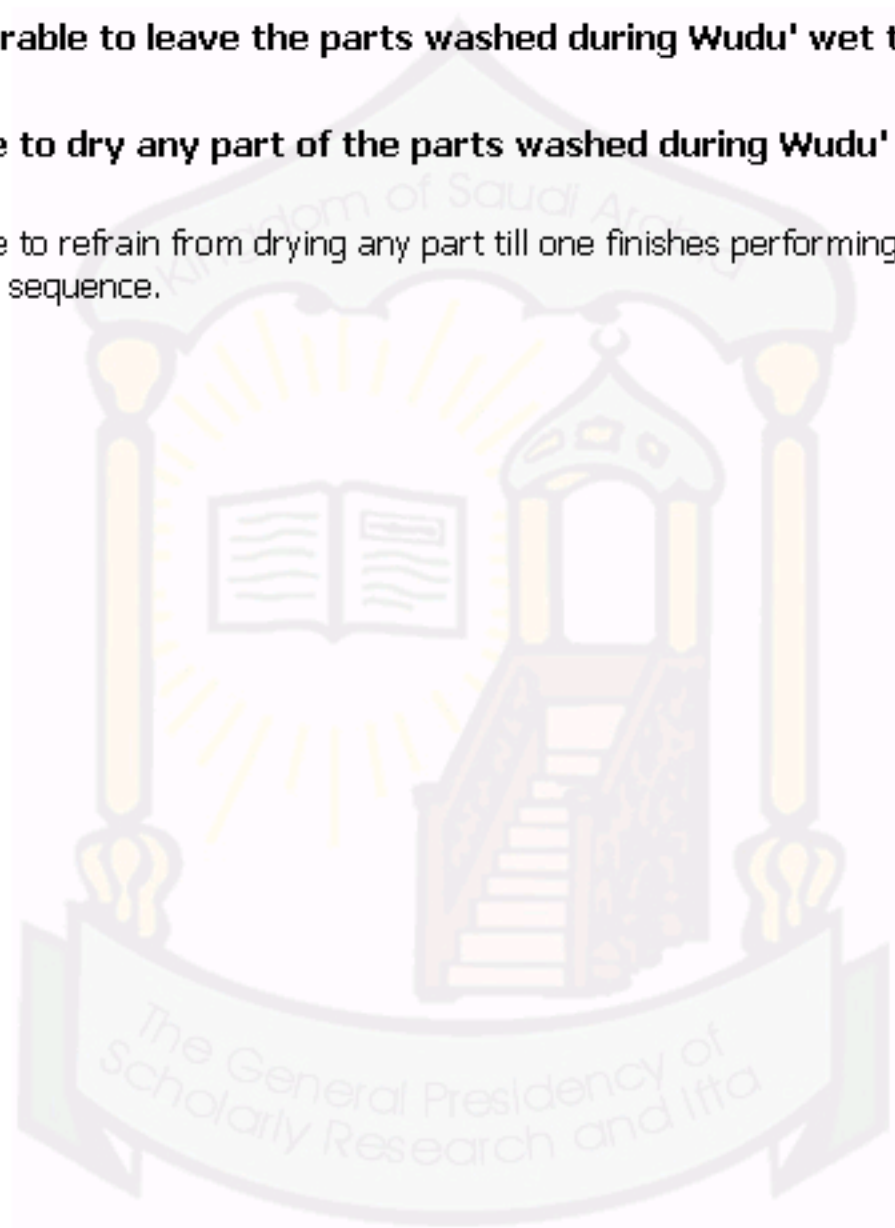 rable to leave the parts washed during Wudu' wet t
e to dry any part of the parts washed during Wudu'
Kingdom of Saudi Arabia
e to refrain from drying any part till one finishes performing
sequence.
The General Presidency of
Scholarly Research and Ifta